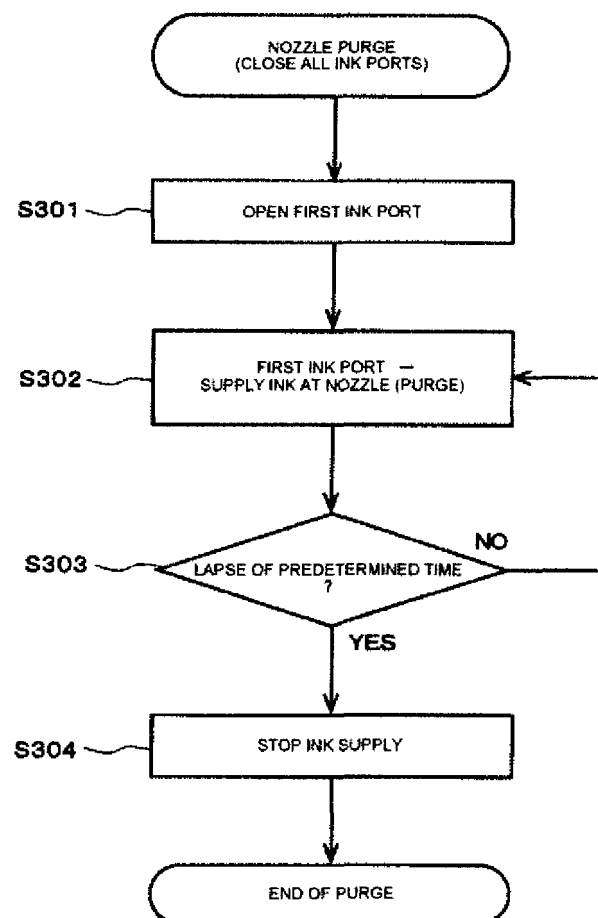 NOZZLE PURGE
(CLOSE ALL INK PORTS)
S301
OPEN FIRST INK PORT
S302
FIRST INK PORT —
SUPPLY INK AT NOZZLE (PURGE)
S303
LAPSE OF PREDETERMINED TIME
?
NO
YES
S304
STOP INK SUPPLY
END OF PURGE